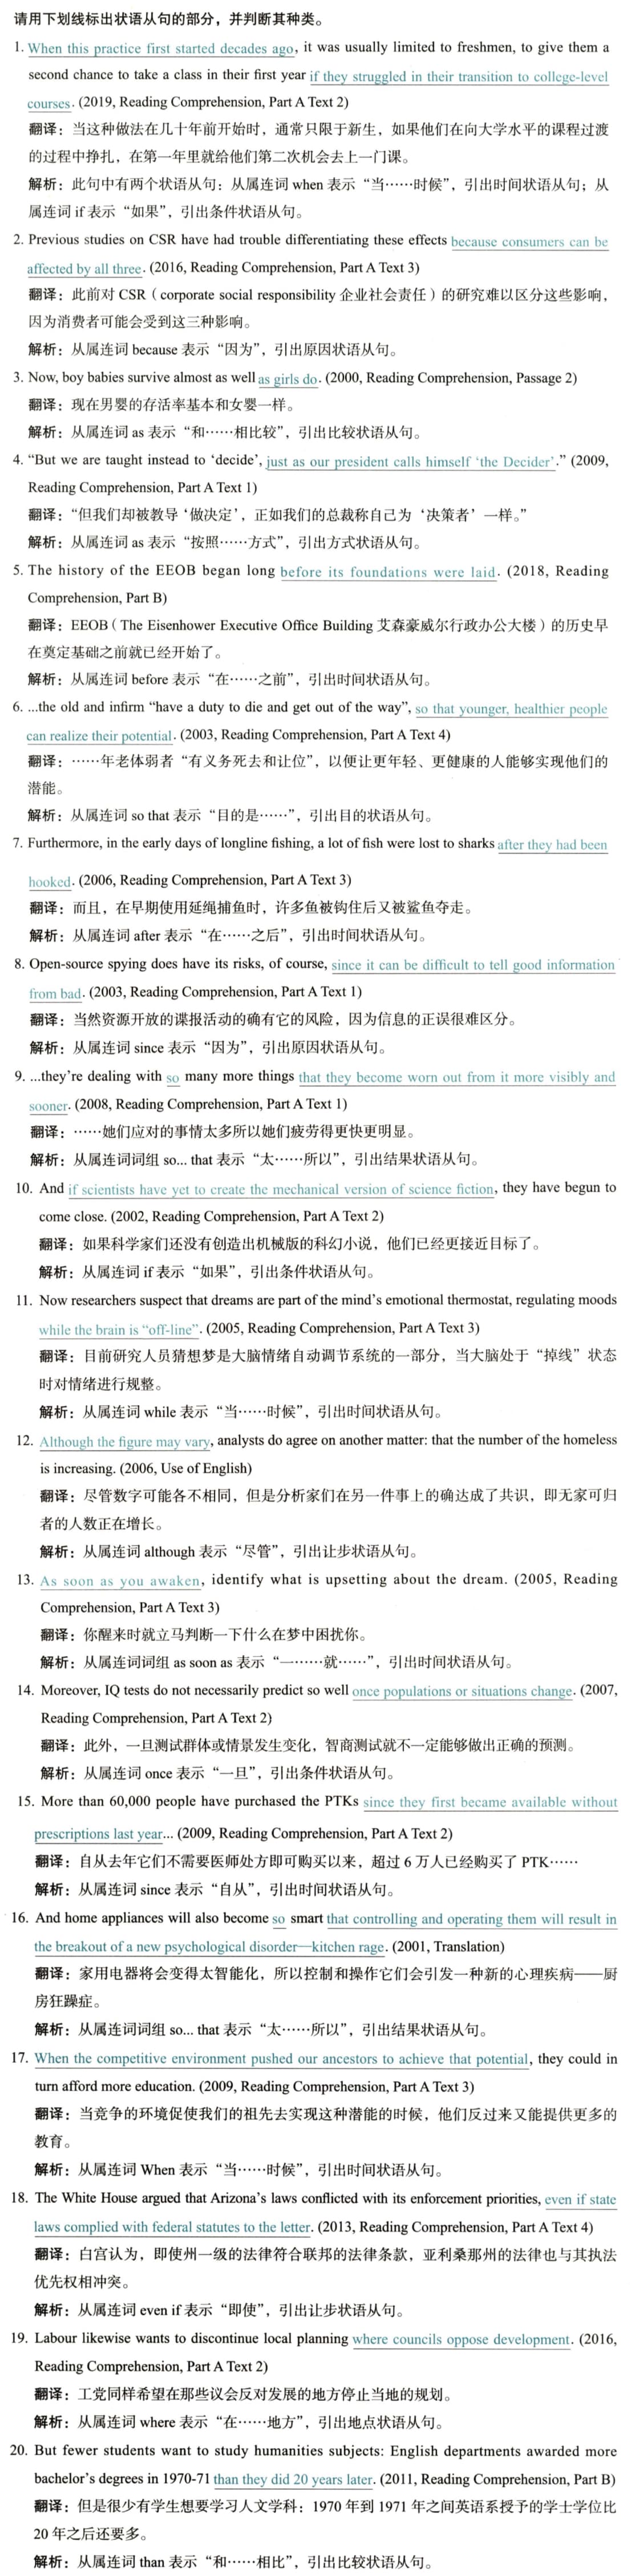 请用下划线标出状语从句的部分，并判断其种类。
1. When this practice first started decades ago, it was usually limited to freshmen, to give them a
second chance to take a class in their first year if they struggled in their transition to college-level
courses. (2019, Reading Comprehension, Part A Text 2)
翻译：当这种做法在几十年前开始时，通常只限于新生，如果他们在向大学水平的课程过渡
的过程中挣扎，在第一年里就给他们第二次机会去上一门课。
解析：此句中有两个状语从句：从属连词 when 表示“当……时候”，引出时间状语从句；从
属连词 if 表示“如果”，引出条件状语从句。
2. Previous studies on CSR have had trouble differentiating these effects because consumers can be
affected by all three. (2016, Reading Comprehension, Part A Text 3)
翻译：此前对 CSR（corporate social responsibility 企业社会责任）的研究难以区分这些影响，
因为消费者可能会受到这三种影响。
解析：从属连词 because 表示“因为”，引出原因状语从句。
3. Now, boy babies survive almost as well as girls do. (2000, Reading Comprehension, Passage 2)
翻译：现在男婴的存活率基本和女婴一样。
解析：从属连词 as 表示“和……相比较”，引出比较状语从句。
4. “But we are taught instead to ‘decide’, just as our president calls himself ‘the Decider’.” (2009,
Reading Comprehension, Part A Text 1)
翻译：“但我们却被教导‘做决定’，正如我们的总裁称自己为‘决策者’一样。”
解析：从属连词 as 表示“按照……方式”，引出方式状语从句。
5. The history of the EEOB began long before its foundations were laid. (2018, Reading
Comprehension, Part B)
翻译：EEOB（The Eisenhower Executive Office Building 艾森豪威尔行政办公大楼）的历史早
在奠定基础之前就已经开始了。
解析：从属连词 before 表示“在……之前”，引出时间状语从句。
6. ...the old and infirm “have a duty to die and get out of the way”, so that younger, healthier people
can realize their potential. (2003, Reading Comprehension, Part A Text 4)
翻译：……年老体弱者“有义务死去和让位”，以便让更年轻、更健康的人能够实现他们的
潜能。
解析：从属连词 so that 表示“目的是……”，引出目的状语从句。
7. Furthermore, in the early days of longline fishing, a lot of fish were lost to sharks after they had been
hooked. (2006, Reading Comprehension, Part A Text 3)
翻译：而且，在早期使用延绳捕鱼时，许多鱼被钩住后又被鲨鱼夺走。
解析：从属连词 after 表示“在……之后”，引出时间状语从句。
8. Open-source spying does have its risks, of course, since it can be difficult to tell good information
from bad. (2003, Reading Comprehension, Part A Text 1)
翻译：当然资源开放的谍报活动的确有它的风险，因为信息的正误很难区分。
解析：从属连词 since 表示“因为”，引出原因状语从句。
9. ...they’re dealing with so many more things that they become worn out from it more visibly and
sooner. (2008, Reading Comprehension, Part A Text 1)
翻译：……她们应对的事情太多所以她们疲劳得更快更明显。
解析：从属连词词组 so... that 表示“太……所以”，引出结果状语从句。
10. And if scientists have yet to create the mechanical version of science fiction, they have begun to
come close. (2002, Reading Comprehension, Part A Text 2)
翻译：如果科学家们还没有创造出机械版的科幻小说，他们已经更接近目标了。
解析：从属连词 if 表示“如果”，引出条件状语从句。
11. Now researchers suspect that dreams are part of the mind’s emotional thermostat, regulating moods
while the brain is “off-line”. (2005, Reading Comprehension, Part A Text 3)
翻译：目前研究人员猜想梦是大脑情绪自动调节系统的一部分，当大脑处于“掉线”状态
时对情绪进行规整。
解析：从属连词 while 表示“当……时候”，引出时间状语从句。
12. Although the figure may vary, analysts do agree on another matter: that the number of the homeless
is increasing. (2006, Use of English)
翻译：尽管数字可能各不相同，但是分析家们在另一件事上的确达成了共识，即无家可归
者的人数正在增长。
解析：从属连词 although 表示“尽管”，引出让步状语从句。
13. As soon as you awaken, identify what is upsetting about the dream. (2005, Reading
Comprehension, Part A Text 3)
翻译：你醒来时就立马判断一下什么在梦中困扰你。
解析：从属连词词组 as soon as 表示“一……就……”，引出时间状语从句。
14. Moreover, IQ tests do not necessarily predict so well once populations or situations change. (2007,
Reading Comprehension, Part A Text 2)
翻译：此外，一旦测试群体或情景发生变化，智商测试就不一定能够做出正确的预测。
解析：从属连词 once 表示“一旦”，引出条件状语从句。
15. More than 60,000 people have purchased the PTKs since they first became available without
prescriptions last year... (2009, Reading Comprehension, Part A Text 2)
翻译：自从去年它们不需要医师处方即可购买以来，超过 6 万人已经购买了 PTK……
解析：从属连词 since 表示“自从”，引出时间状语从句。
16. And home appliances will also become so smart that controlling and operating them will result in
the breakout of a new psychological disorder—kitchen rage. (2001, Translation)
翻译：家用电器将会变得太智能化，所以控制和操作它们会引发一种新的心理疾病——厨
房狂躁症。
解析：从属连词词组 so... that 表示“太……所以”，引出结果状语从句。
17. When the competitive environment pushed our ancestors to achieve that potential, they could in
turn afford more education. (2009, Reading Comprehension, Part A Text 3)
翻译：当竞争的环境促使我们的祖先去实现这种潜能的时候，他们反过来又能提供更多的
教育。
解析：从属连词 When 表示“当……时候”，引出时间状语从句。
18. The White House argued that Arizona’s laws conflicted with its enforcement priorities, even if state
laws complied with federal statutes to the letter. (2013, Reading Comprehension, Part A Text 4)
翻译：白宫认为，即使州一级的法律符合联邦的法律条款，亚利桑那州的法律也与其执法
优先权相冲突。
解析：从属连词 even if 表示“即使”，引出让步状语从句。
19. Labour likewise wants to discontinue local planning where councils oppose development. (2016,
Reading Comprehension, Part A Text 2)
翻译：工党同样希望在那些议会反对发展的地方停止当地的规划。
解析：从属连词 where 表示“在……地方”，引出地点状语从句。
20. But fewer students want to study humanities subjects: English departments awarded more
bachelor’s degrees in 1970-71 than they did 20 years later. (2011, Reading Comprehension, Part B)
翻译：但是很少有学生想要学习人文学科：1970 年到 1971 年之间英语系授予的学士学位比
20 年之后还要多。
解析：从属连词 than 表示“和……相比”，引出比较状语从句。